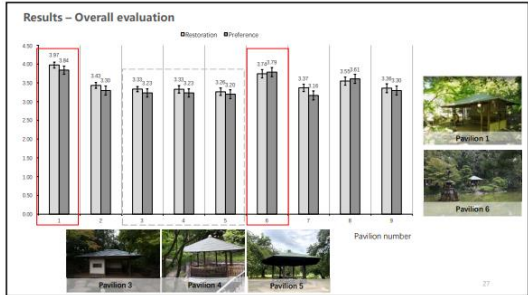 Results – Overall evaluation
Restoration Preference
4.50
4.00
3.50
3.00
2.50
2.00
1.50
1.00
0.50
0.00
3.97 3.84
3.43 3.30
3.33 3.23
3.33 3.23
3.26 3.20
3.74 3.79
3.37 3.16
3.55 3.61
3.36 3.30
1 2 3 4 5 6 7 8 9
Pavilion number
Pavilion 1
Pavilion 6
Pavilion 3 Pavilion 4 Pavilion 5
27